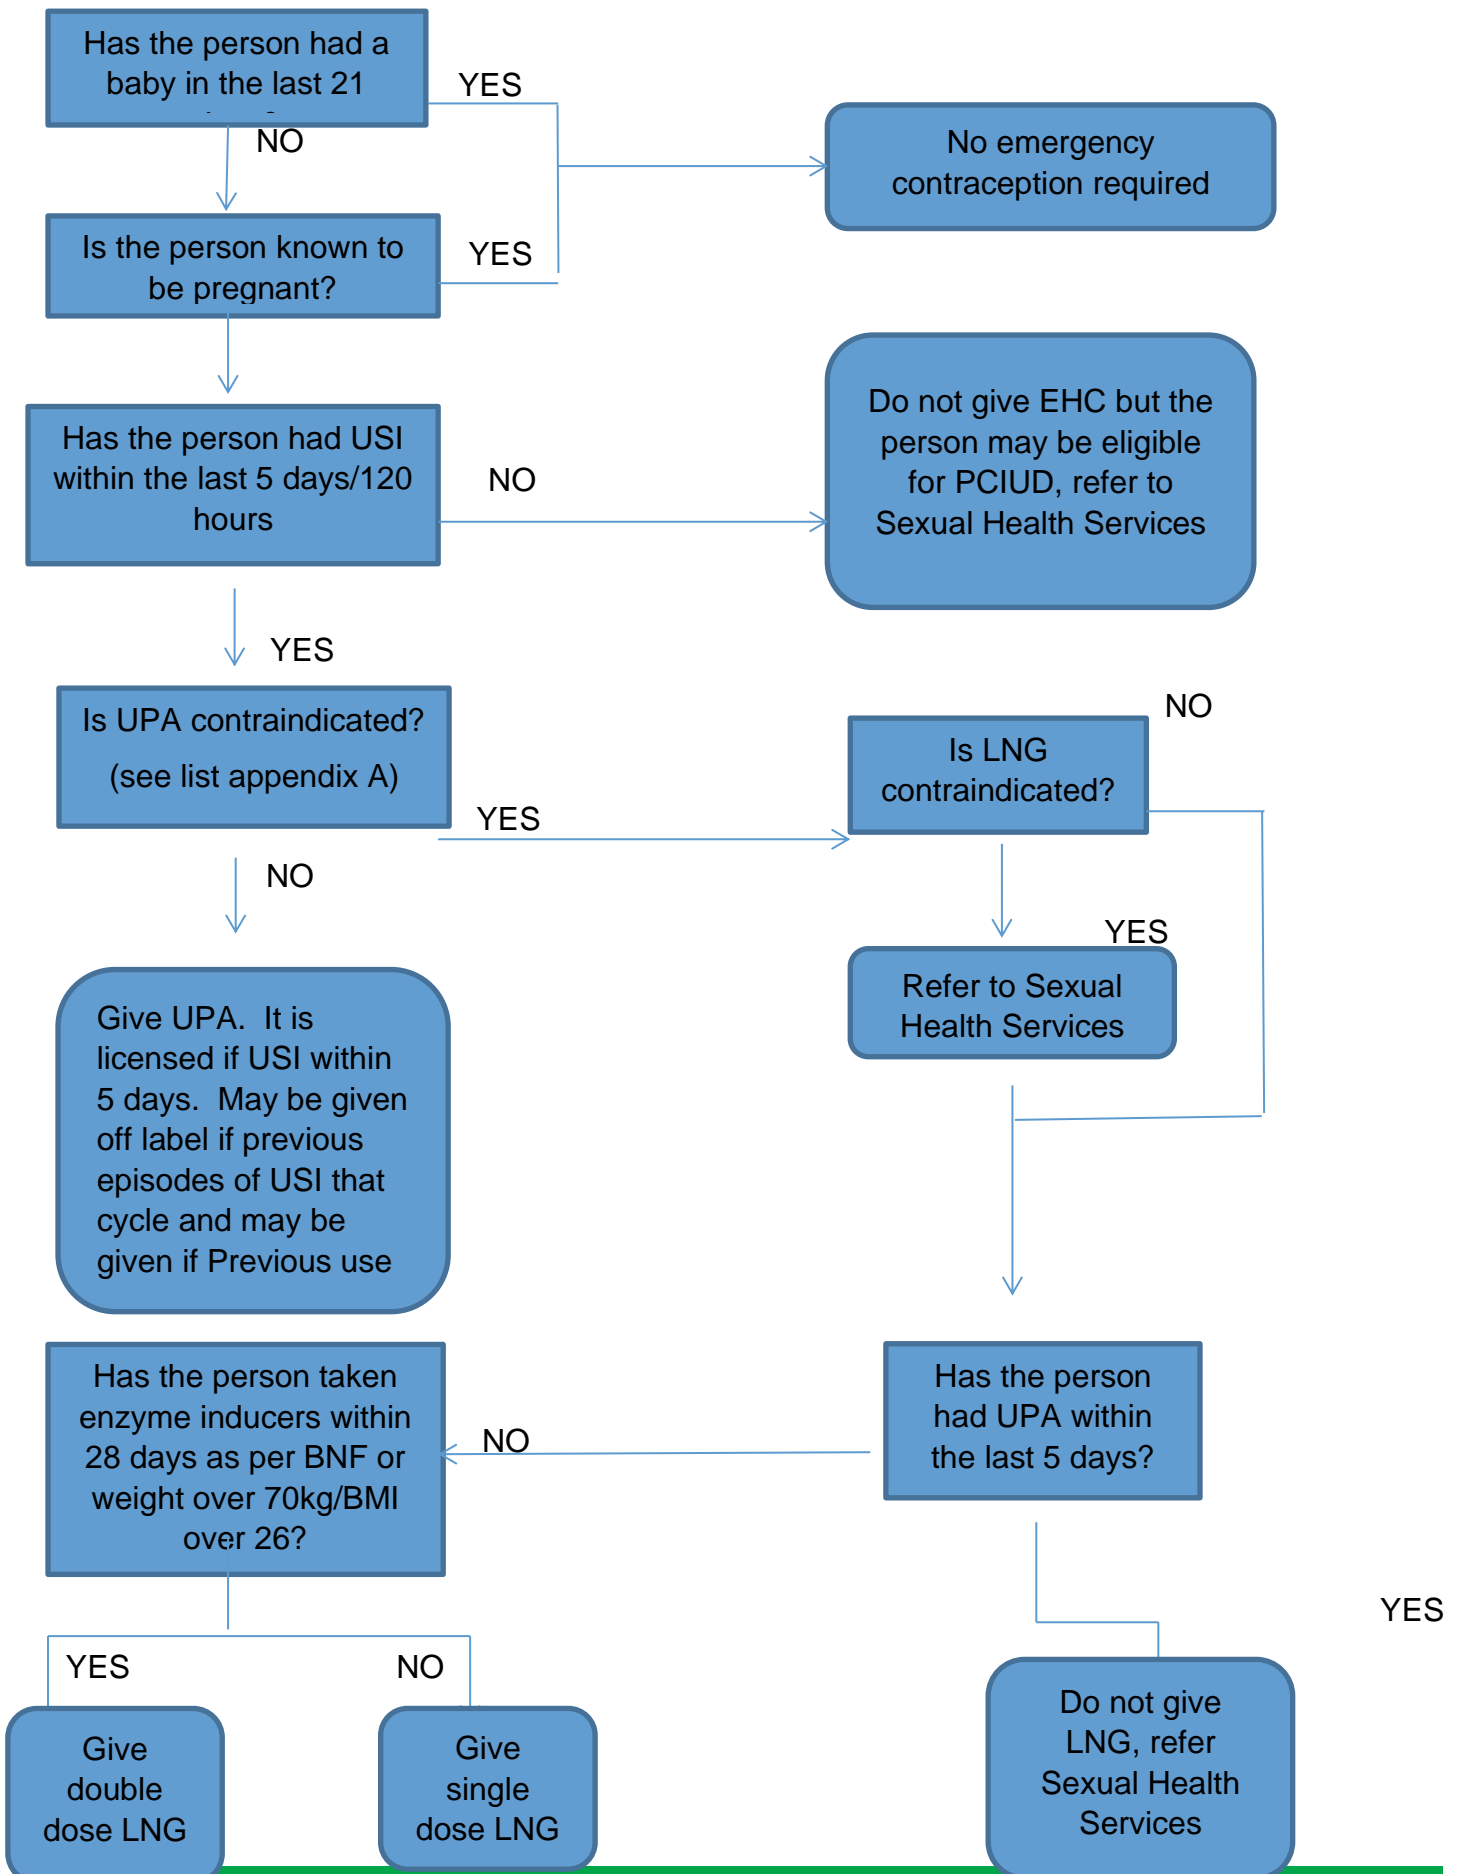 Has the person had a
baby in the last 21
YES
NO
No emergency
contraception required
Is the person known to
be pregnant?
YES
Has the person had USI
within the last 5 days/120
hours
NO
Do not give EHC but the
person may be eligible
for PCIUD, refer to
Sexual Health Services
YES
Is UPA contraindicated?
(see list appendix A)
YES
NO
Is LNG
contraindicated?
NO
YES
Refer to Sexual
Health Services
Give UPA. It is
licensed if USI within
5 days. May be given
off label if previous
episodes of USI that
cycle and may be
given if Previous use
Has the person
had UPA within
the last 5 days?
NO
YES
Has the person taken
enzyme inducers within
28 days as per BNF or
weight over 70kg/BMI
over 26?
YES
NO
Give
double
dose LNG
Give
single
dose LNG
Do not give
LNG, refer
Sexual Health
Services